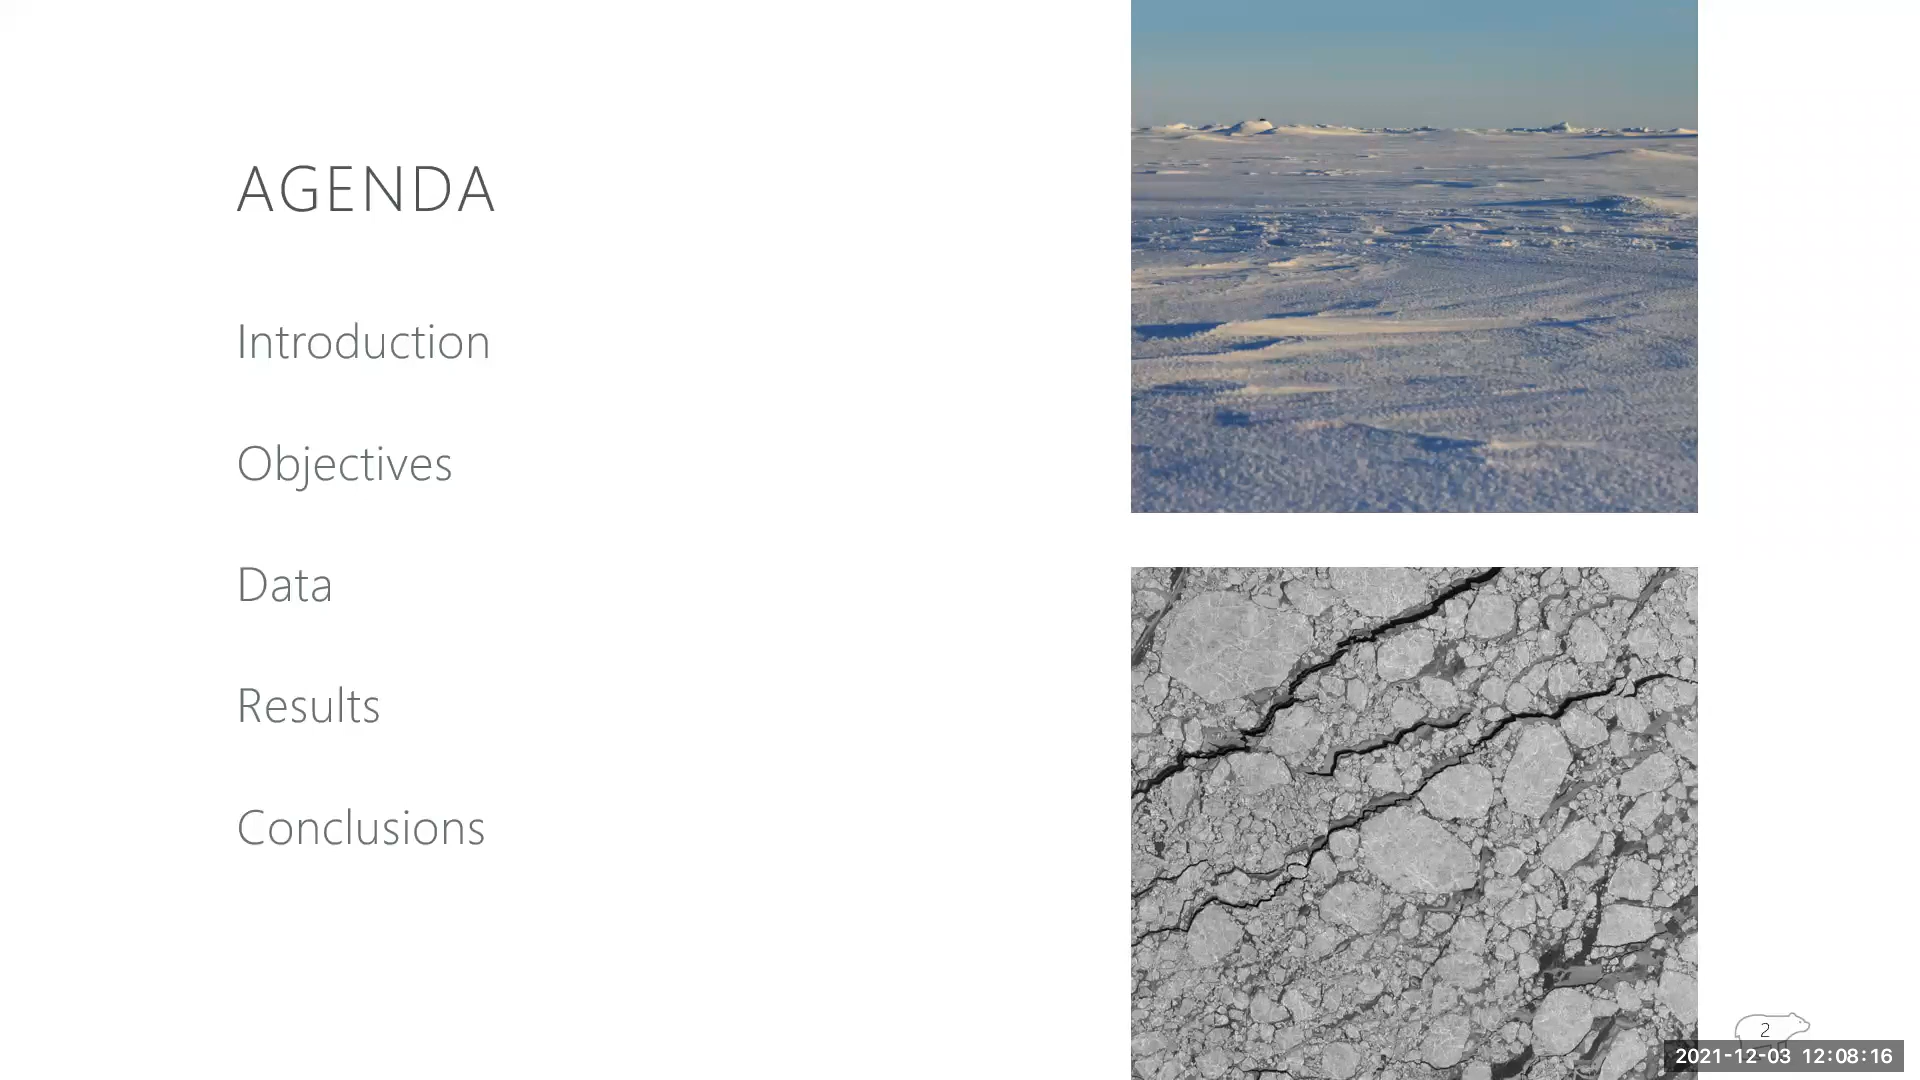 AGENDA
Introduction
Objectives
Data
Results
Conclusions
2
2021-12-03 12:08:16